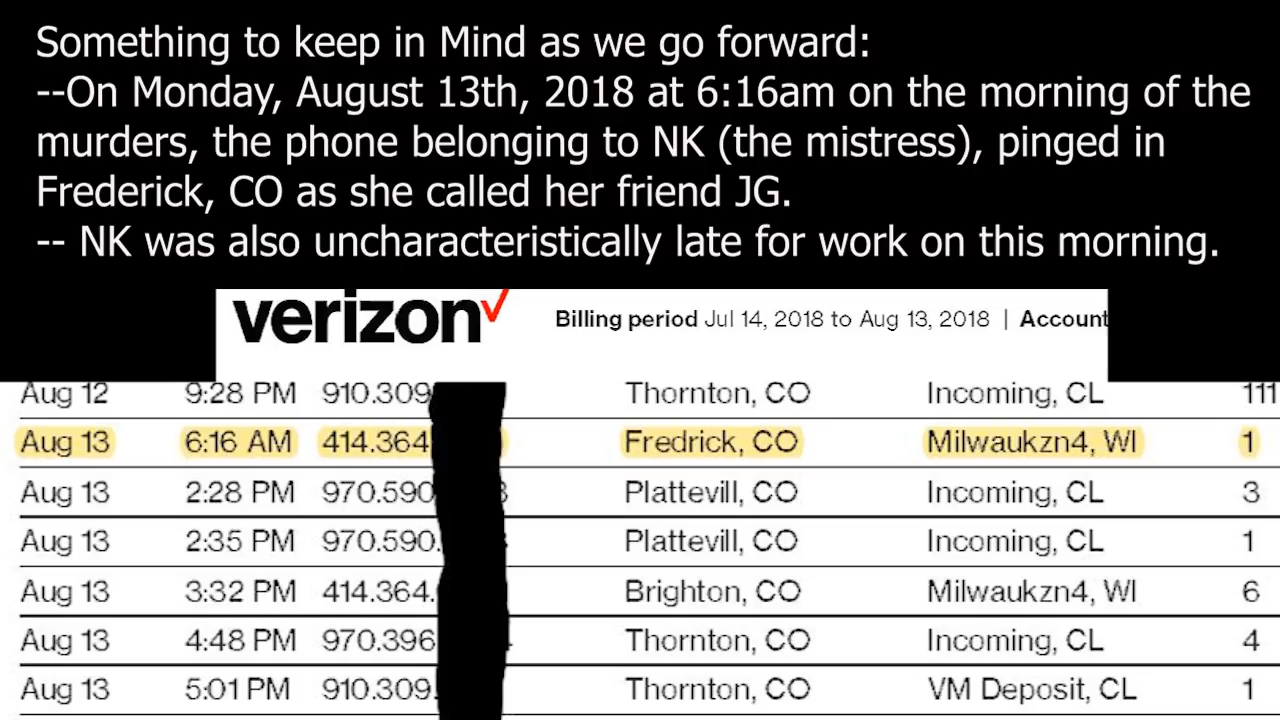 Something to keep in Mind as we go forward:
--On Monday, August 13th, 2018 at 6:16am on the morning of the
murders, the phone belonging to NK (the mistress), pinged in
Frederick, CO as she called her friend JG.
-- NK was also uncharacteristically late for work on this morning.
verizon Billing period Jul 14, 2018 to Aug 13, 2018 | Account
Aug 12 9:28 PM 910.309 Thornton, CO Incoming, CL 111
Aug 13 6:16 AM 414.364 Fredrick, CO Milwaukzn4, WI 1
Aug 13 2:28 PM 970.590 Plattevill, CO Incoming, CL 3
Aug 13 2:35 PM 970.590. Plattevill, CO Incoming, CL 1
Aug 13 3:32 PM 414.364. Brighton, CO Milwaukzn4, WI 6
Aug 13 4:48 PM 970.396 Thornton, CO Incoming, CL 4
Aug 13 5:01 PM 910.309. Thornton, CO VM Deposit, CL 1